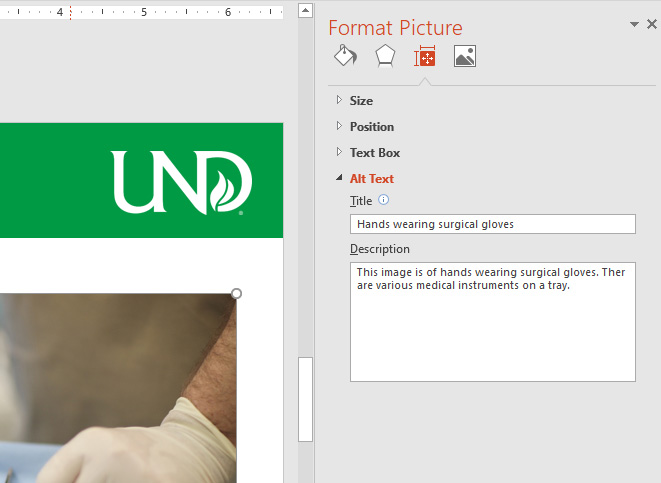 4 5 6
Format Picture
Size
Position
Text Box
Alt Text
Title
Hands wearing surgical gloves
Description
This image is of hands wearing surgical gloves. Ther
are various medical instruments on a tray.
UND